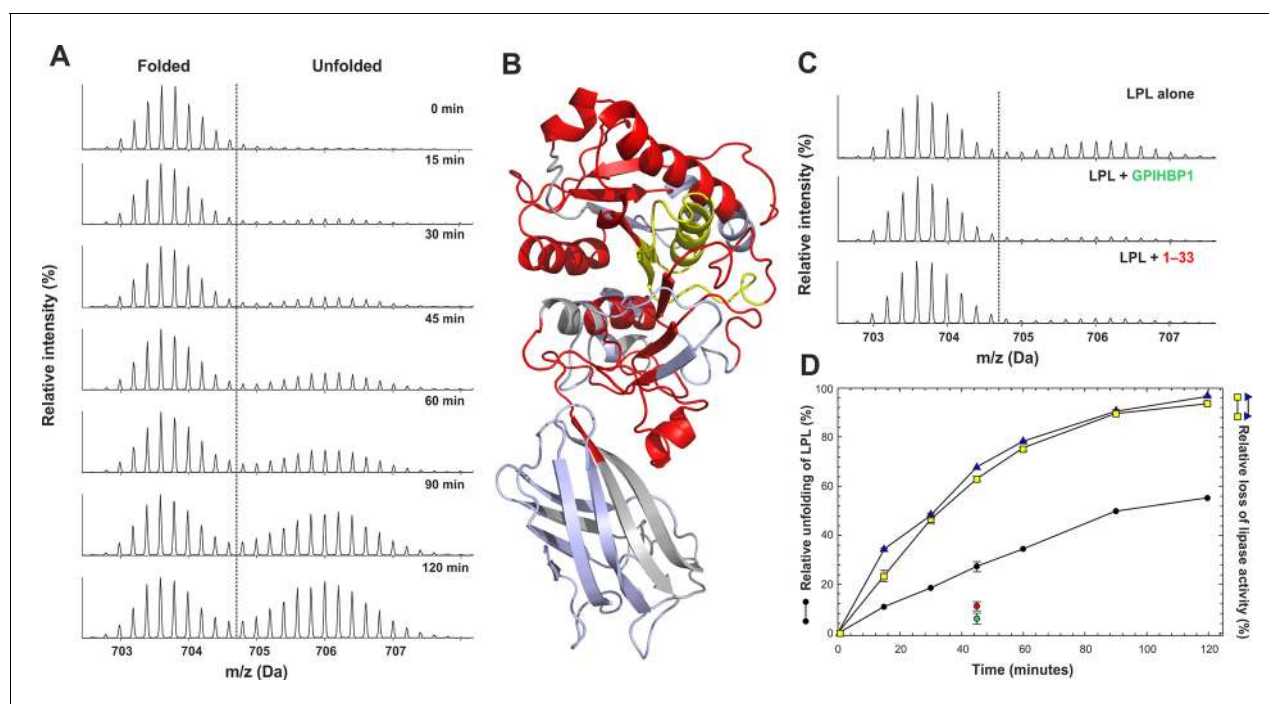 A
Folded
Unfolded
0 min
15 min
30 min
45 min
60 min
90 min
120 min
Relative intensity (%)
703
704
705
706
707
m/z (Da)
B
C
LPL alone
LPL + GPIHBP1
LPL + 1–33
Relative intensity (%)
703
704
705
706
707
m/z (Da)
D
Relative unfolding of LPL (%)
100
80
60
40
20
0
0
20
40
60
80
100
120
Time (minutes)
Relative loss of lipase activity (%)